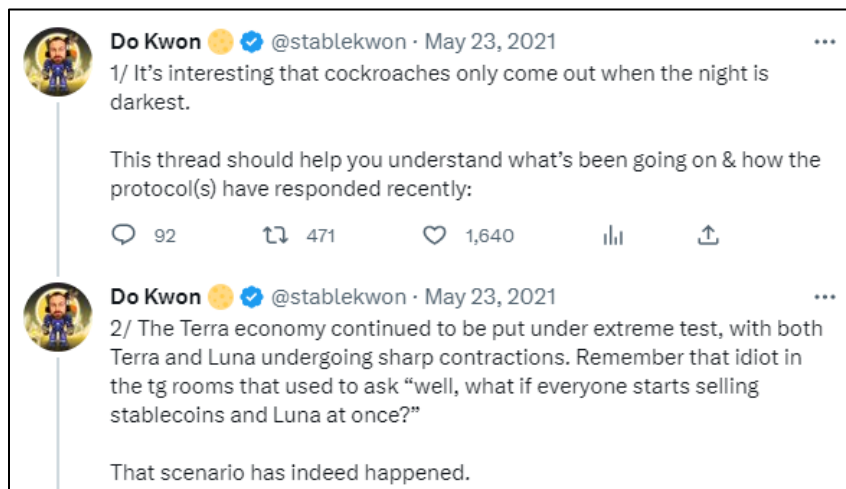 Do Kwon 🌕 @stablekwon · May 23, 2021 ...
1/ It's interesting that cockroaches only come out when the night is
darkest.
This thread should help you understand what's been going on & how the
protocol(s) have responded recently:
92 471 1,640
Do Kwon 🌕 @stablekwon · May 23, 2021 ...
2/ The Terra economy continued to be put under extreme test, with both
Terra and Luna undergoing sharp contractions. Remember that idiot in
the tg rooms that used to ask “well, what if everyone starts selling
stablecoins and Luna at once?”
That scenario has indeed happened.